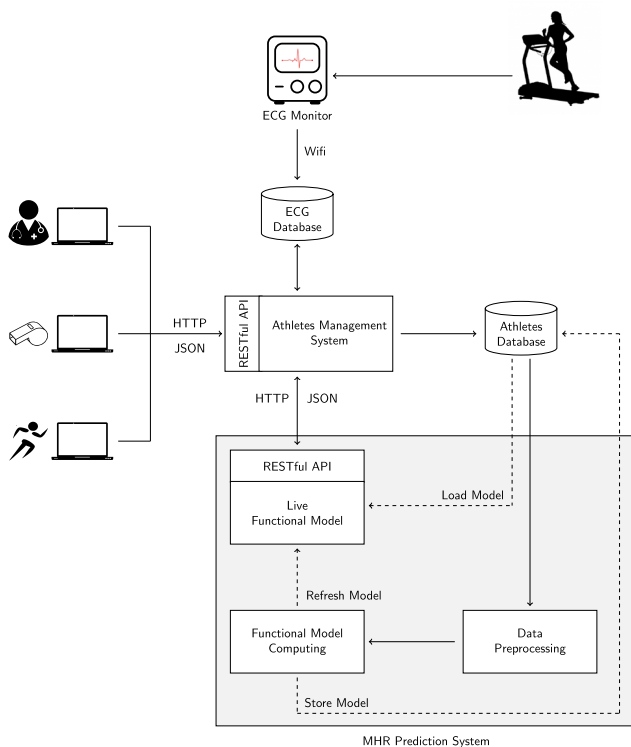 ECG Monitor
Wifi
ECG
Database
HTTP
JSON
RESTful API
Athletes Management
System
Athletes
Database
HTTP
JSON
RESTful API
Live
Functional Model
Load Model
Refresh Model
Functional Model
Computing
Data
Preprocessing
Store Model
MHR Prediction System